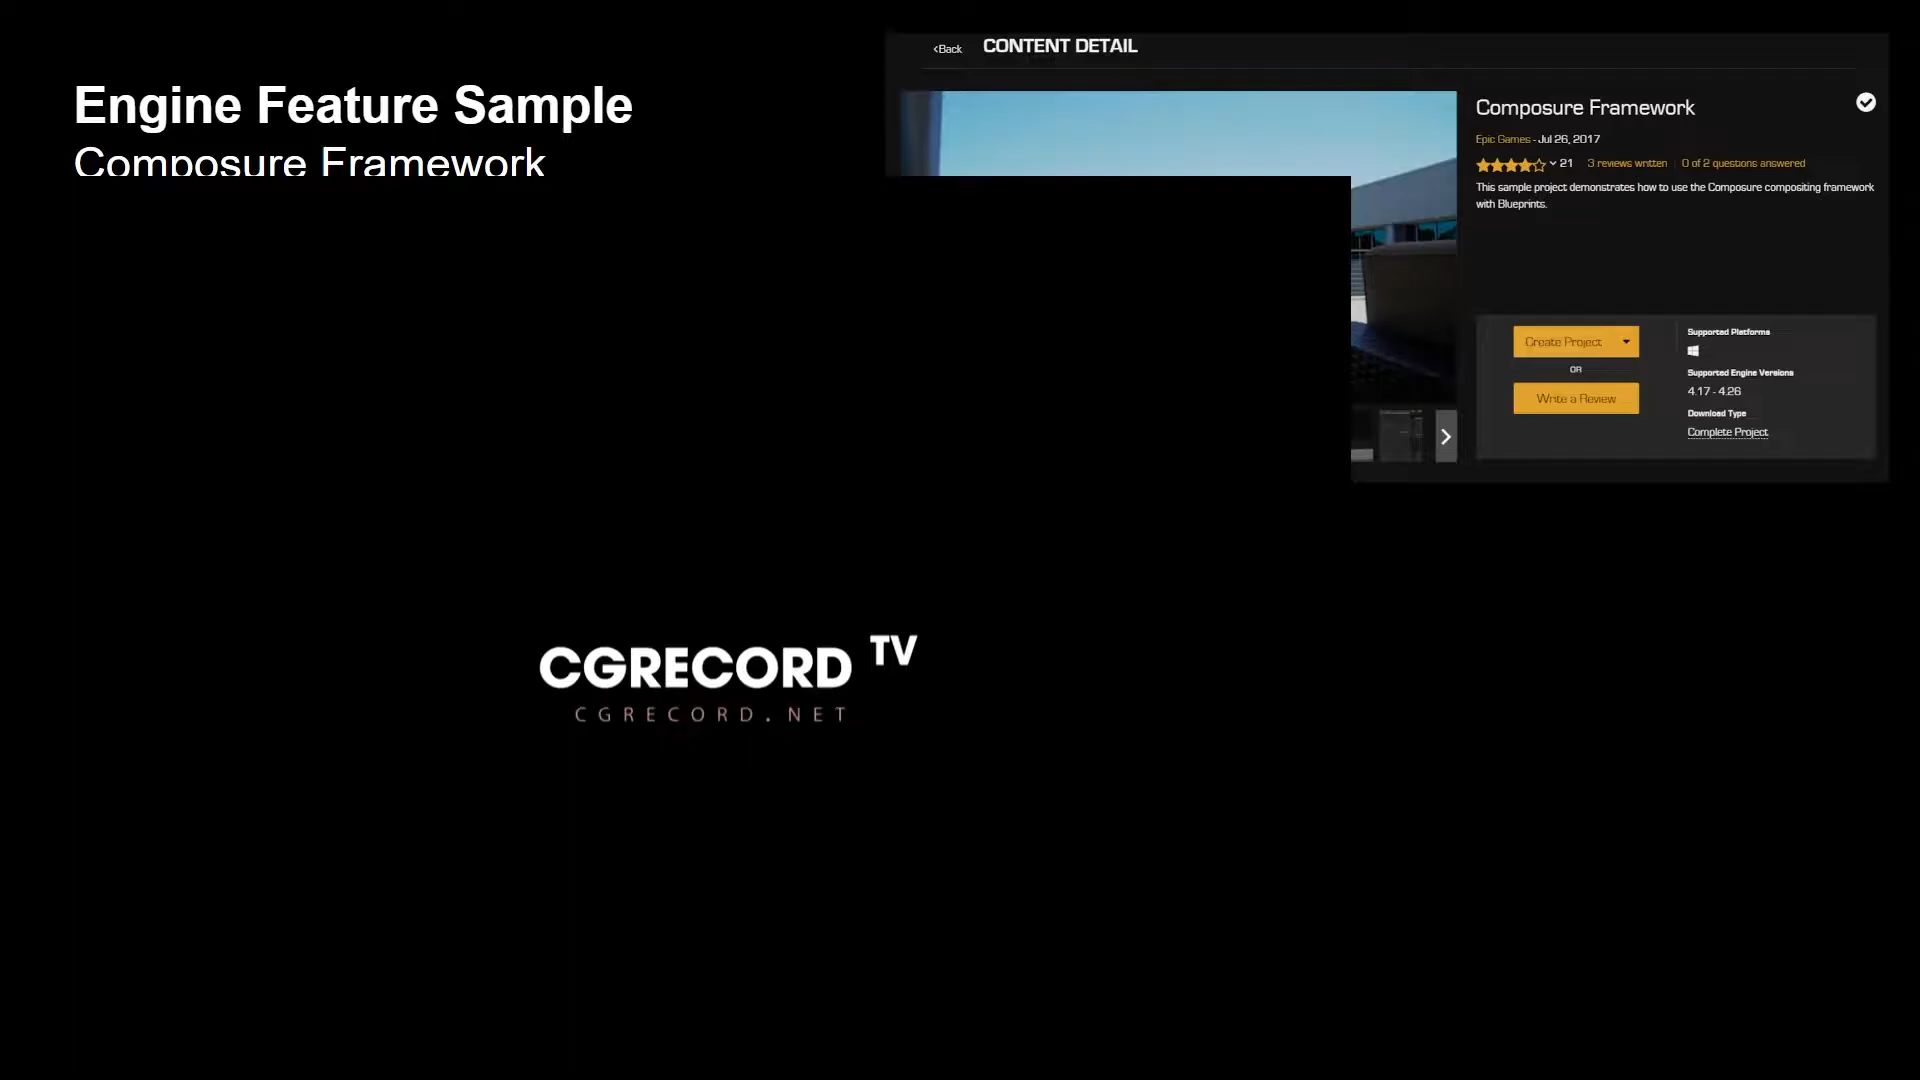 Engine Feature Sample
Composure Framework
<Back
CONTENT DETAIL
Composure Framework
Epic Games - Jul 26, 2017
21 3 reviews written | 0 of 2 questions answered
This sample project demonstrates how to use the Composure compositing framework
with Blueprints.
Create Project
OR
Write a Review
Supported Platforms
Supported Engine Versions
4.17 - 4.26
Download Type
Complete Project
CGRECORD TV
CGRECORD.NET